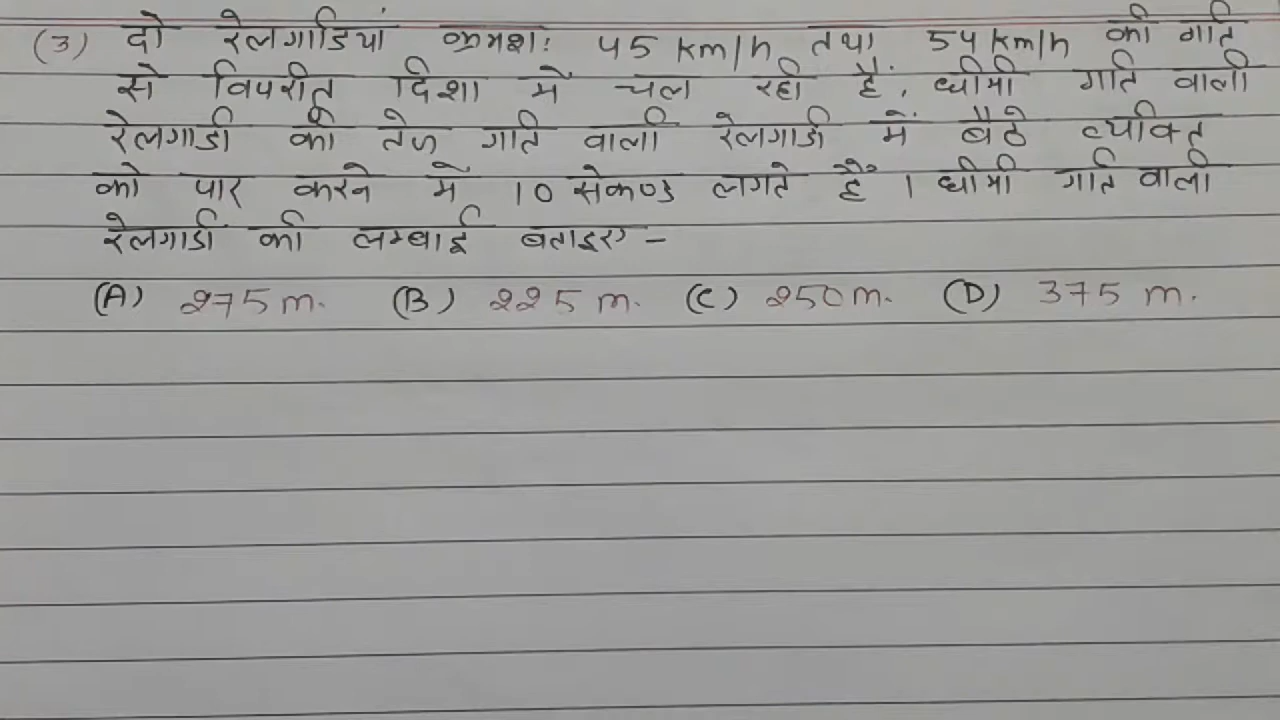 (3) दो रेलगाडियां क्रमशः 45 km/h तथा 54 km/h की गति
से विपरीत दिशा में चल रही हैं, धीमी गति वाली
रेलगाडी को तेज गति वाली रेलगाडी में बैठे व्यक्ति
को पार करने में 10 सेकण्ड लगते हैं। धीमी गति वाली
रेलगाडी की लम्बाई बताइए -
(A) 275 m. (B) 225 m. (C) 250 m. (D) 375 m.